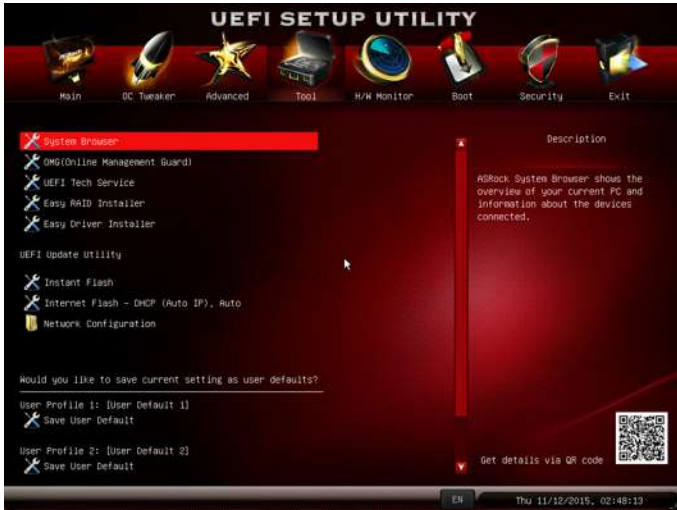 UEFI SETUP UTILITY
Main
OC Tweaker
Advanced
Tool
H/W Monitor
Boot
Security
Exit
System Browser
OMG(Online Management Guard)
UEFI Tech Service
Easy RAID Installer
Easy Driver Installer
UEFI Update Utility
Instant Flash
Internet Flash - DHCP (Auto IP), Auto
Network Configuration
Would you like to save current setting as user defaults?
User Profile 1: [User Default 1]
Save User Default
User Profile 2: [User Default 2]
Save User Default
Description
ASRock System Browser shows the
overview of your current PC and
information about the devices
connected.
Get details via QR code
EN
Thu 11/12/2015, 02:48:13